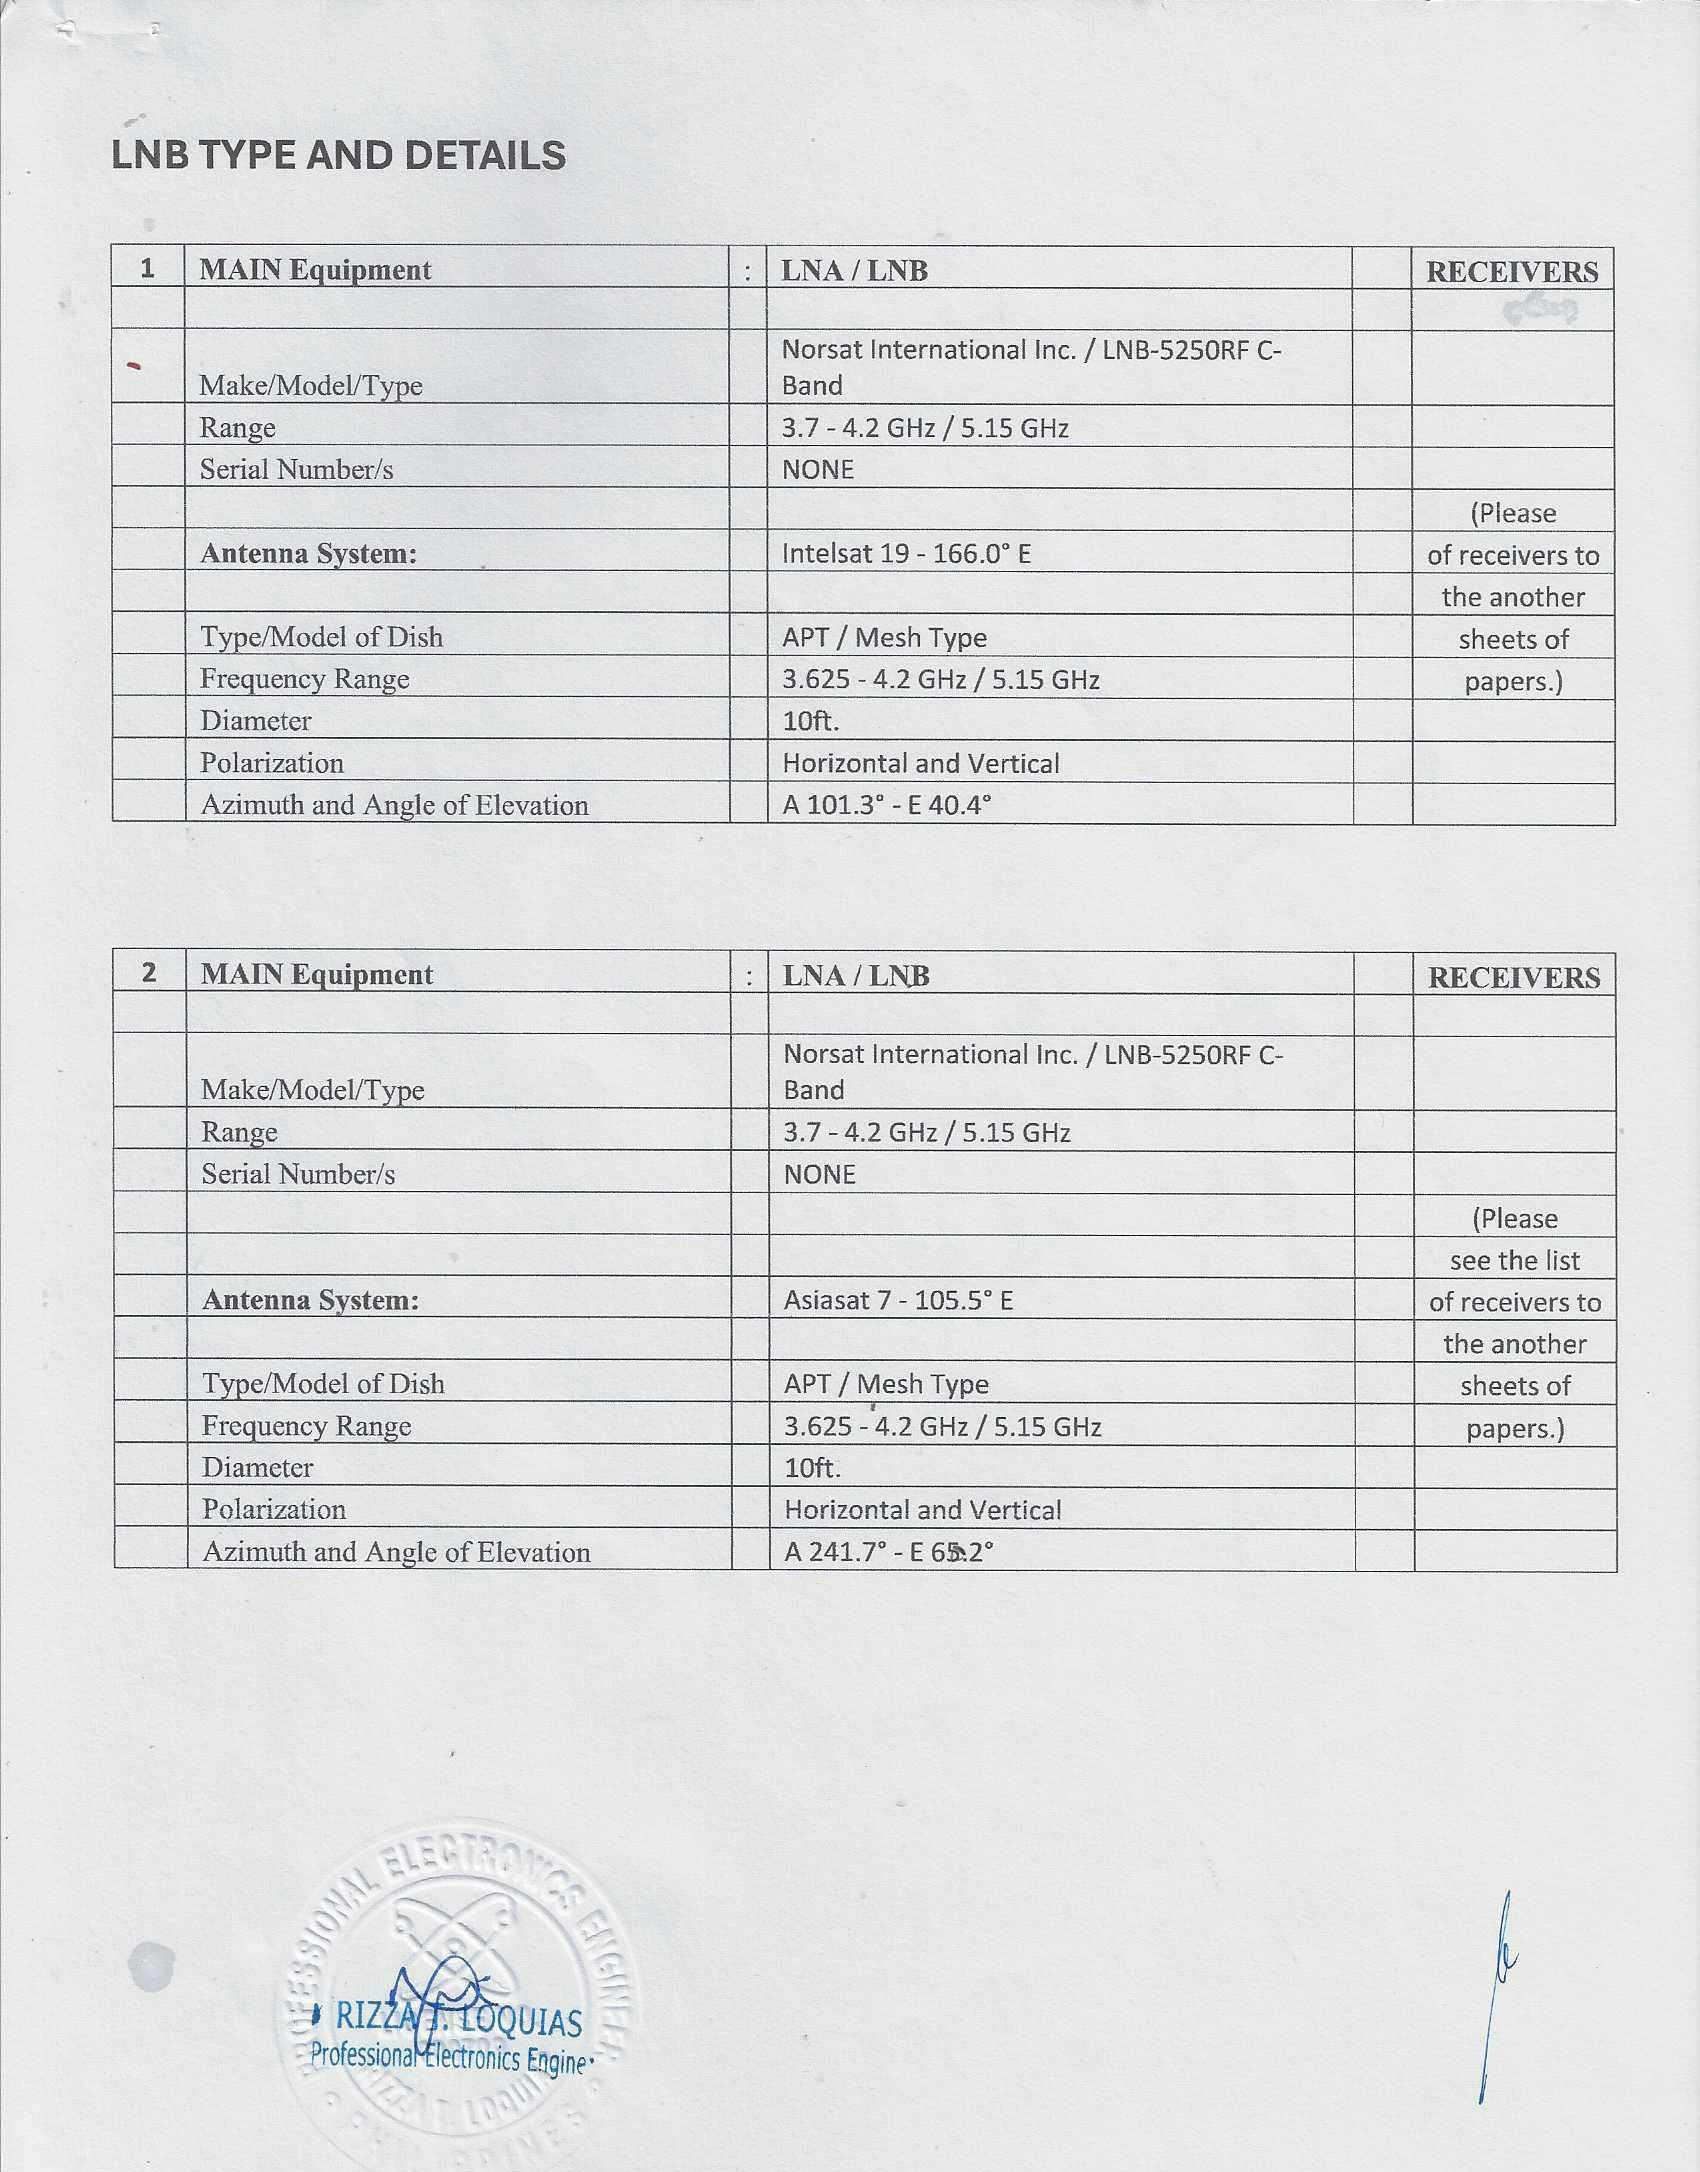 LNB TYPE AND DETAILS
1 MAIN Equipment : LNA / LNB RECEIVERS
Norsat International Inc. / LNB-5250RF C-
Make/Model/Type Band
Range 3.7 - 4.2 GHz / 5.15 GHz
Serial Number/s NONE
(Please
Antenna System: Intelsat 19 - 166.0° E of receivers to
the another
Type/Model of Dish APT / Mesh Type sheets of
Frequency Range 3.625 - 4.2 GHz / 5.15 GHz papers.)
Diameter 10ft.
Polarization Horizontal and Vertical
Azimuth and Angle of Elevation A 101.3° - E 40.4°
2 MAIN Equipment : LNA / LNB RECEIVERS
Norsat International Inc. / LNB-5250RF C-
Make/Model/Type Band
Range 3.7 - 4.2 GHz / 5.15 GHz
Serial Number/s NONE
(Please
see the list
Antenna System: Asiasat 7 - 105.5° E of receivers to
the another
Type/Model of Dish APT / Mesh Type sheets of
Frequency Range 3.625 - 4.2 GHz / 5.15 GHz papers.)
Diameter 10ft.
Polarization Horizontal and Vertical
Azimuth and Angle of Elevation A 241.7° - E 65.2°
PROFESSIONAL ELECTRONICS ENGINEER
RIZZA T. LOQUIAS
Professional Electronics Engine
RIZZA T. LOQUIAS
PHILIPPINES